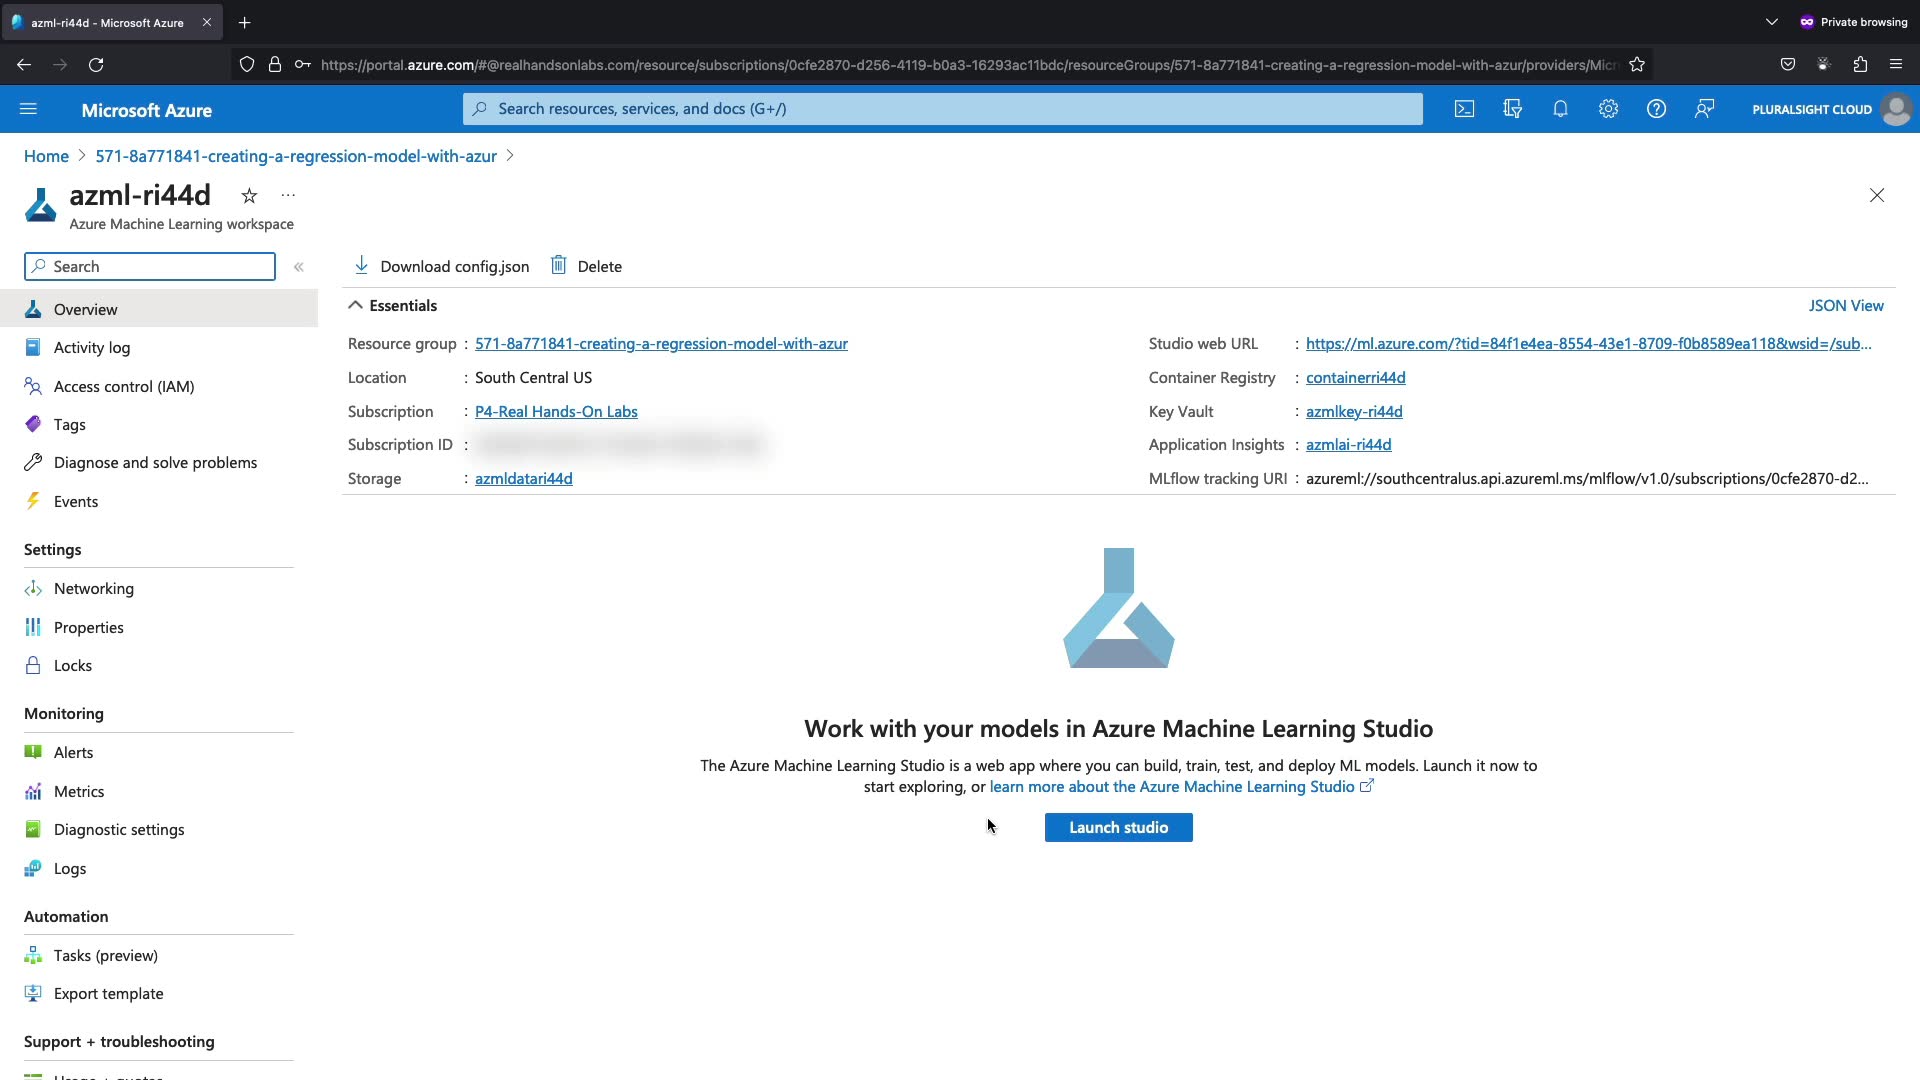 azml-ri44d - Microsoft Azure
Private browsing
https://portal.azure.com/#@realhandsonlabs.com/resource/subscriptions/0cfe2870-d256-4119-b0a3-16293ac11bdc/resourceGroups/571-8a771841-creating-a-regression-model-with-azur/providers/Micr
Microsoft Azure
Search resources, services, and docs (G+/)
PLURALSIGHT CLOUD
Home > 571-8a771841-creating-a-regression-model-with-azur >
azml-ri44d
Azure Machine Learning workspace
Search
Download config.json
Delete
Overview
Activity log
Access control (IAM)
Tags
Diagnose and solve problems
Events
Settings
Networking
Properties
Locks
Monitoring
Alerts
Metrics
Diagnostic settings
Logs
Automation
Tasks (preview)
Export template
Support + troubleshooting
Essentials
JSON View
Resource group : 571-8a771841-creating-a-regression-model-with-azur
Location : South Central US
Subscription : P4-Real Hands-On Labs
Subscription ID :
Storage : azmldatari44d
Studio web URL : https://ml.azure.com/?tid=84f1e4ea-8554-43e1-8709-f0b8589ea118&wsid=/sub...
Container Registry : containerri44d
Key Vault : azmlkey-ri44d
Application Insights : azmlai-ri44d
MLflow tracking URI : azureml://southcentralus.api.azureml.ms/mlflow/v1.0/subscriptions/0cfe2870-d2...
Work with your models in Azure Machine Learning Studio
The Azure Machine Learning Studio is a web app where you can build, train, test, and deploy ML models. Launch it now to
start exploring, or learn more about the Azure Machine Learning Studio
Launch studio